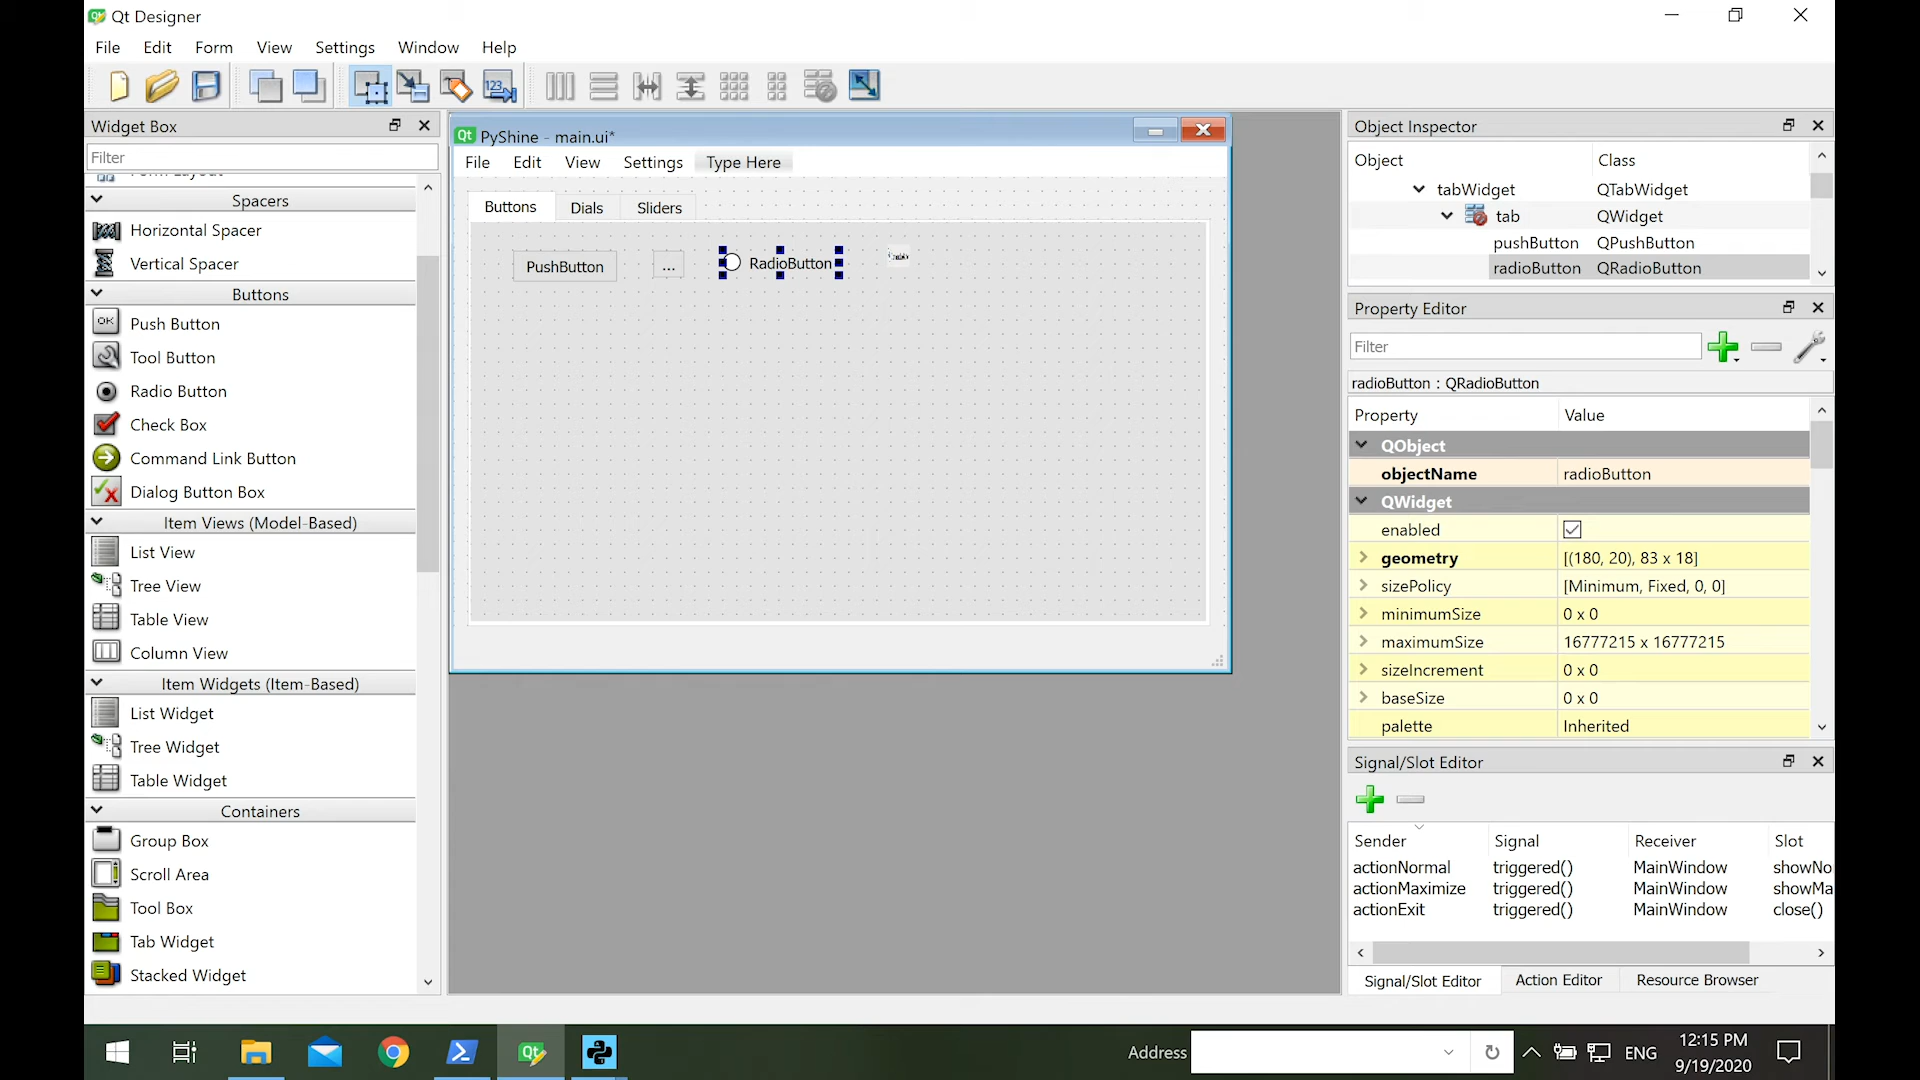 Qt Designer
File Edit Form View Settings Window Help
Widget Box
Filter
Spacers
Horizontal Spacer
Vertical Spacer
Buttons
OK Push Button
Tool Button
Radio Button
Check Box
Command Link Button
Dialog Button Box
Item Views (Model-Based)
List View
Tree View
Table View
Column View
Item Widgets (Item-Based)
List Widget
Tree Widget
Table Widget
Containers
Group Box
Scroll Area
Tool Box
Tab Widget
Stacked Widget
Qt PyShine - main.ui*
File Edit View Settings Type Here
Buttons Dials Sliders
PushButton ... RadioButton
Object Inspector
Object Class
tabWidget QTabWidget
tab QWidget
pushButton QPushButton
radioButton QRadioButton
Property Editor
Filter
radioButton : QRadioButton
Property Value
QObject
objectName radioButton
QWidget
enabled
geometry [(180, 20), 83 x 18]
sizePolicy [Minimum, Fixed, 0, 0]
minimumSize 0 x 0
maximumSize 16777215 x 16777215
sizeIncrement 0 x 0
baseSize 0 x 0
palette Inherited
Signal/Slot Editor
Sender Signal Receiver Slot
actionNormal triggered() MainWindow showNo
actionMaximize triggered() MainWindow showMa
actionExit triggered() MainWindow close()
Signal/Slot Editor Action Editor Resource Browser
Address
ENG
12:15 PM
9/19/2020